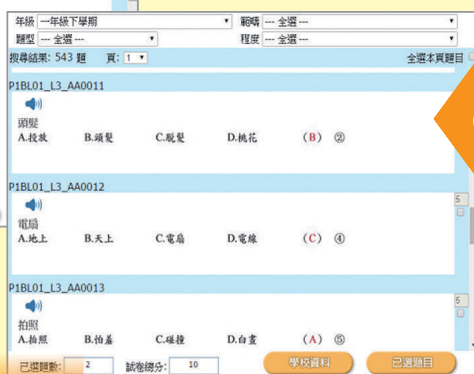 年級 一年級下學期 範疇 --- 全選 ---
題型 --- 全選 --- 程度 --- 全選 ---
搜尋結果: 543 題 頁: 1 全選本頁題目
P1BL01_L3_AA0011
頭髮
A.投放 B.頭髮 C.脫髮 D.桃花 (B) ②
P1BL01_L3_AA0012
5
電扇
A.地上 B.天上 C.電扇 D.電線 (C) ④
P1BL01_L3_AA0013
5
拍照
A.拍照 B.怕羞 C.碰撞 D.白晝 (A) ⑤
已選題數: 2 試卷總分: 10 學校資料 已選題目